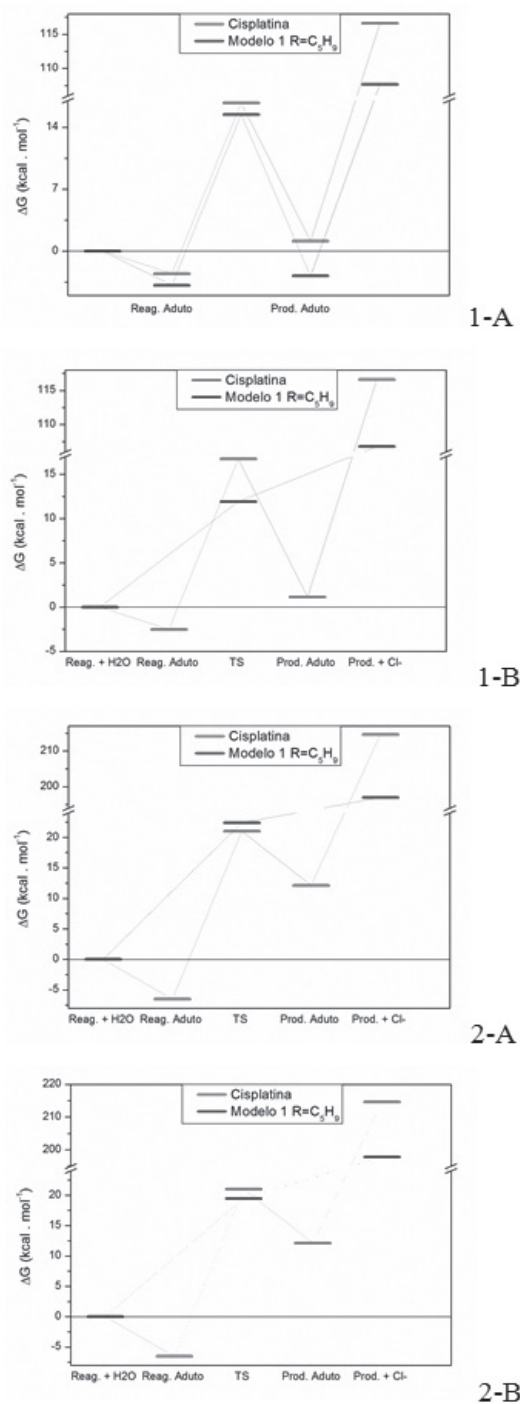 Cisplatina
Modelo 1 R=C₅H₉
115
110
14
7
0
ΔG (kcal . mol⁻¹)
Reag. Aduto Prod. Aduto
1-A
Cisplatina
Modelo 1 R=C₅H₉
115
110
15
10
5
0
-5
ΔG (kcal . mol⁻¹)
Reag. + H2O Reag. Aduto TS Prod. Aduto Prod. + Cl-
1-B
Cisplatina
Modelo 1 R=C₅H₉
210
200
20
15
10
5
0
-5
ΔG (kcal . mol⁻¹)
Reag. + H2O Reag. Aduto TS Prod. Aduto Prod. + Cl-
2-A
Cisplatina
Modelo 1 R=C₅H₉
220
210
200
20
15
10
5
0
-5
ΔG (kcal . mol⁻¹)
Reag. + H2O Reag. Aduto TS Prod. Aduto Prod. + Cl-
2-B